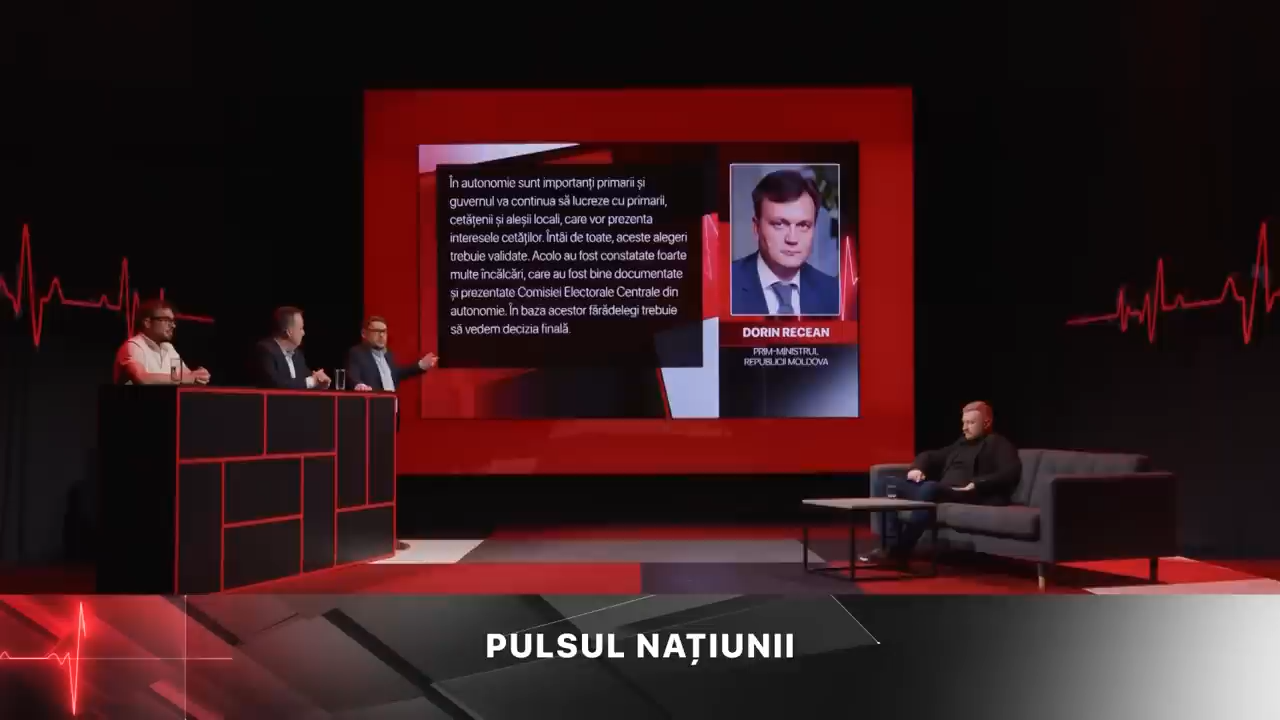 În autonomie sunt importanți primarii și
guvernul va continua să lucreze cu primarii,
cetățenii și aleșii locali, care vor prezenta
interesele cetăților. Întâi de toate, aceste alegeri
trebuie validate. Acolo au fost constatate foarte
multe încălcări, care au fost bine documentate
și prezentate Comisiei Electorale Centrale din
autonomie. În baza acestor fărădelegi trebuie
să vedem decizia finală.
DORIN RECEAN
PRIM-MINISTRUL
REPUBLICII MOLDOVA
PULSUL NAȚIUNII